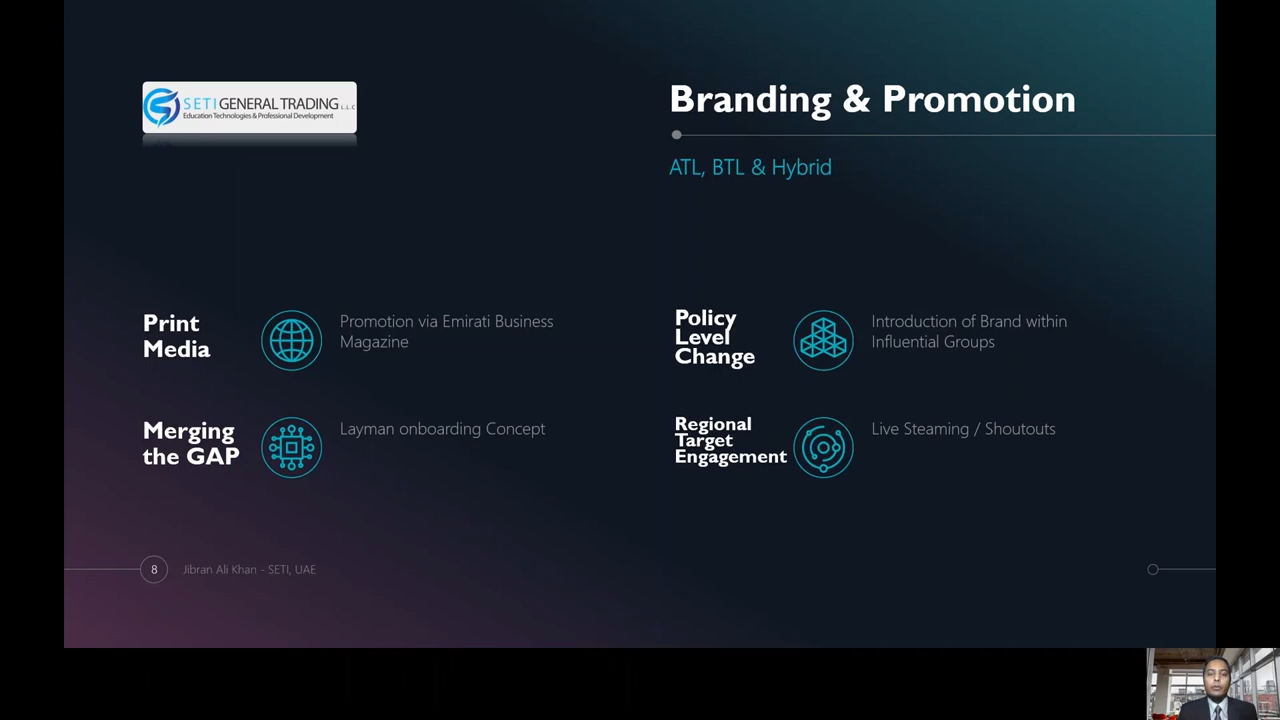 SETI GENERAL TRADING L.L.C
Education Technologies & Professional Development
Branding & Promotion
ATL, BTL & Hybrid
Print
Media
Promotion via Emirati Business
Magazine
Policy
Level
Change
Introduction of Brand within
Influential Groups
Merging
the GAP
Layman onboarding Concept
Regional
Target
Engagement
Live Steaming / Shoutouts
8
Jibran Ali Khan - SETI, UAE